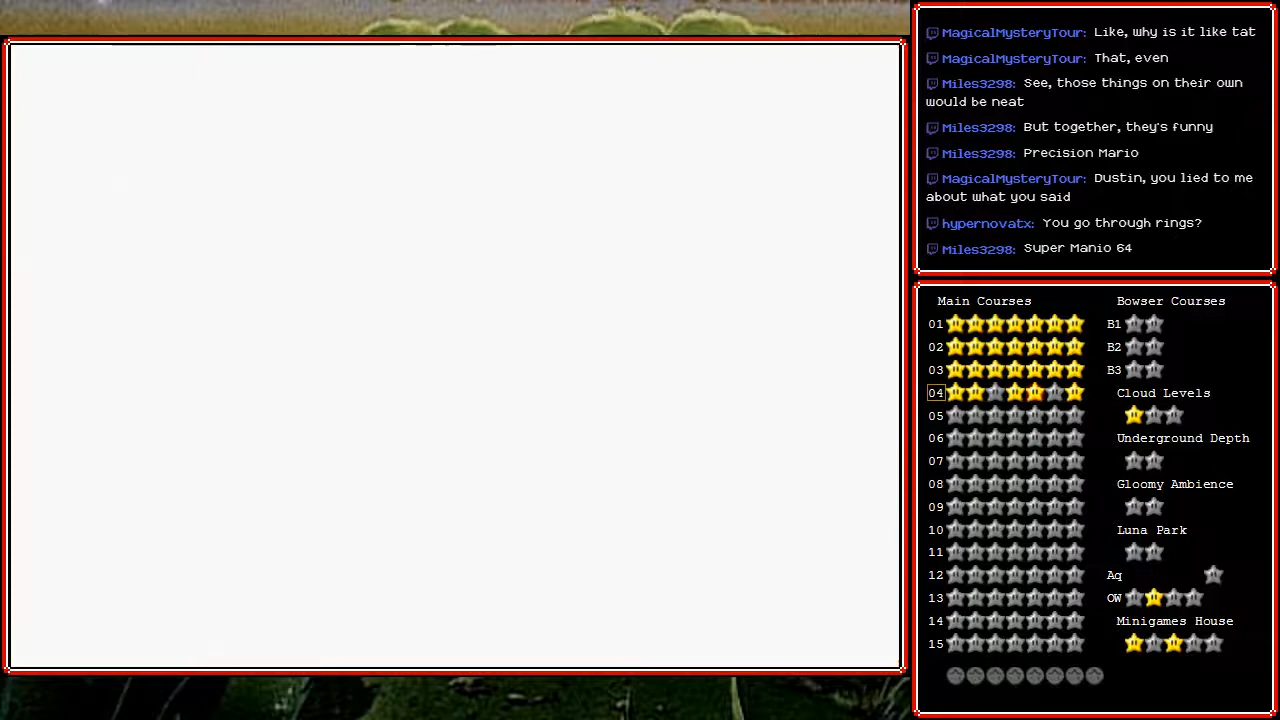 MagicalMysteryTour: Like, why is it like tat
MagicalMysteryTour: That, even
Miles3298: See, those things on their own
would be neat
Miles3298: But together, they's funny
Miles3298: Precision Mario
MagicalMysteryTour: Dustin, you lied to me
about what you said
hypernovatx: You go through rings?
Miles3298: Super Manio 64
Main Courses
Bowser Courses
01
B1
02
B2
03
B3
04
Cloud Levels
05
06
Underground Depth
07
08
Gloomy Ambience
09
10
Luna Park
11
12
Aq
13
OW
14
Minigames House
15